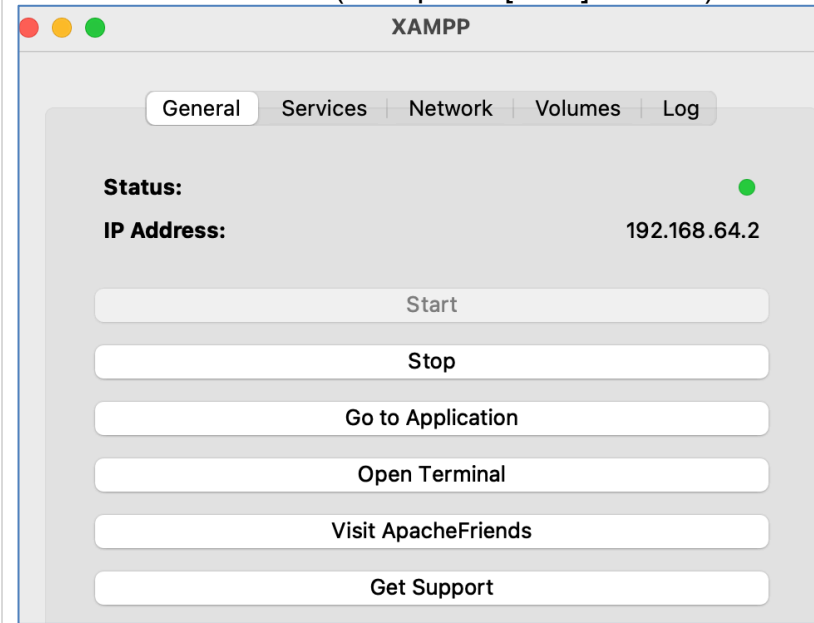 XAMPP
General Services Network Volumes Log
Status:
IP Address: 192.168.64.2
Start
Stop
Go to Application
Open Terminal
Visit ApacheFriends
Get Support